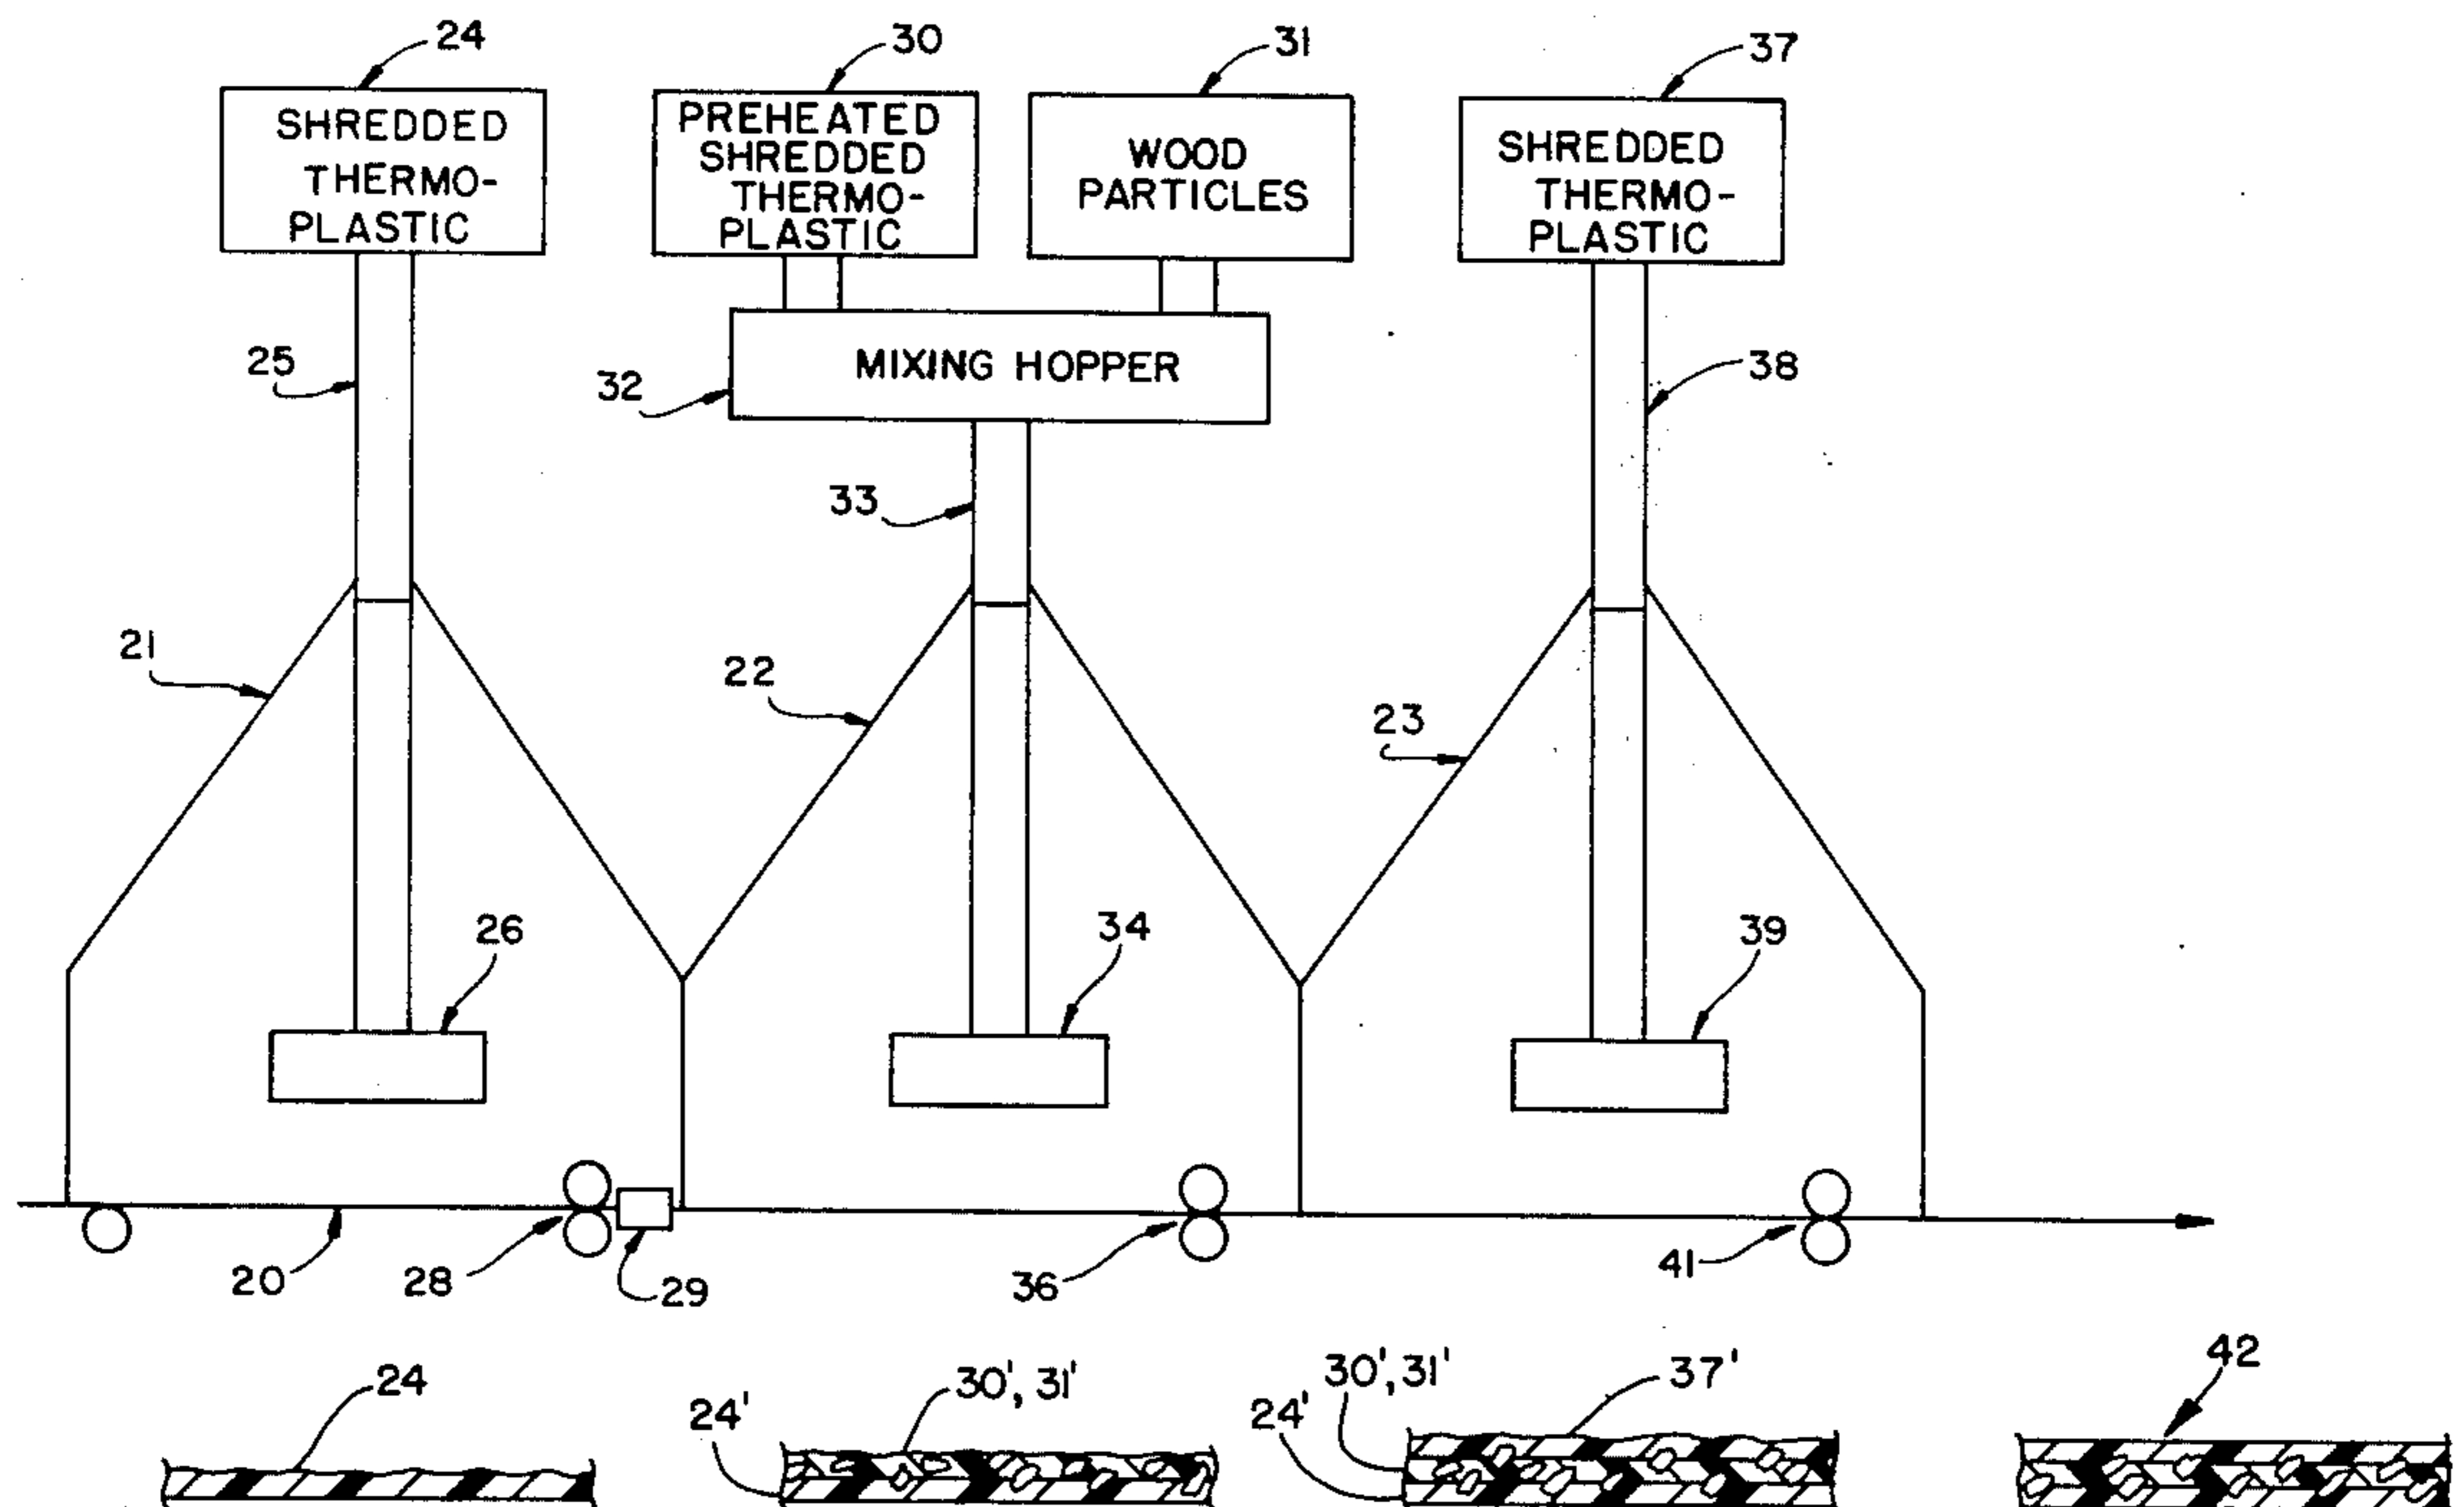 24
30
31
37
SHREDDED
THERMO-
PLASTIC
PREHEATED
SHREDDED
THERMO-
PLASTIC
WOOD
PARTICLES
SHREDDED
THERMO-
PLASTIC
25
32
MIXING HOPPER
38
33
21
22
23
26
34
39
20
28
29
36
41
24
24'
30', 31'
24'
30', 31'
37'
42